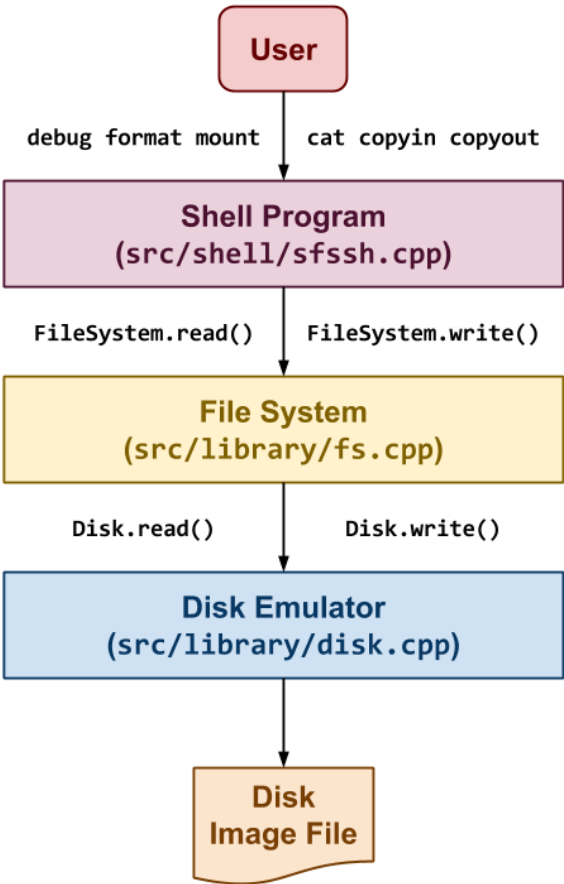 User
debug format mount cat copyin copyout
Shell Program
(src/shell/sfssh.cpp)
FileSystem.read() FileSystem.write()
File System
(src/library/fs.cpp)
Disk.read() Disk.write()
Disk Emulator
(src/library/disk.cpp)
Disk
Image File